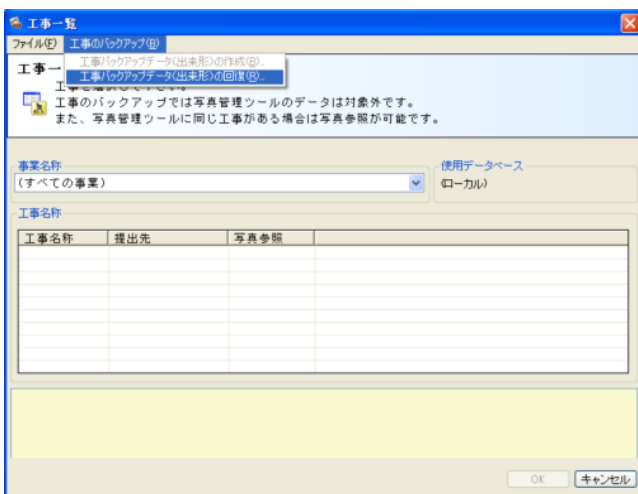 工事一覧
ファイル(F) 工事のバックアップ(B)
工事バックアップデータ(出来形)の作成(B)...
工事バックアップデータ(出来形)の回復(R)...
工事一
工事を選択して下さい。
工事のバックアップでは写真管理ツールのデータは対象外です。
また、写真管理ツールに同じ工事がある場合は写真参照が可能です。
事業名称
(すべての事業)
使用データベース
(ローカル)
工事名称
工事名称 提出先 写真参照
OK キャンセル